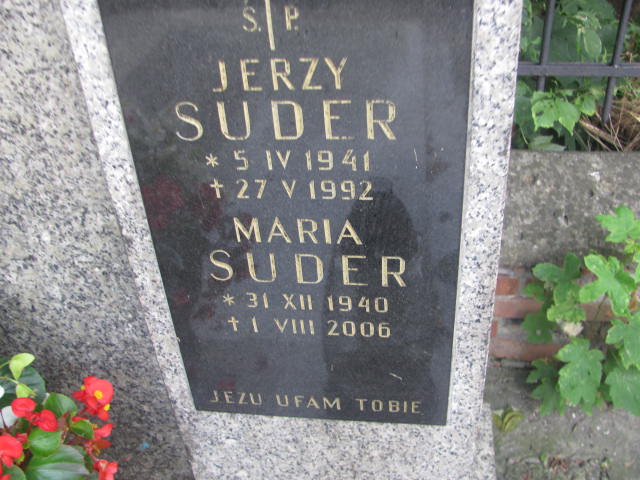 Ś. P.
JERZY
SUDER
* 5 IV 1941
† 27 V 1992
MARIA
SUDER
* 31 XII 1940
† 1 VIII 2006
JEZU UFAM TOBIE